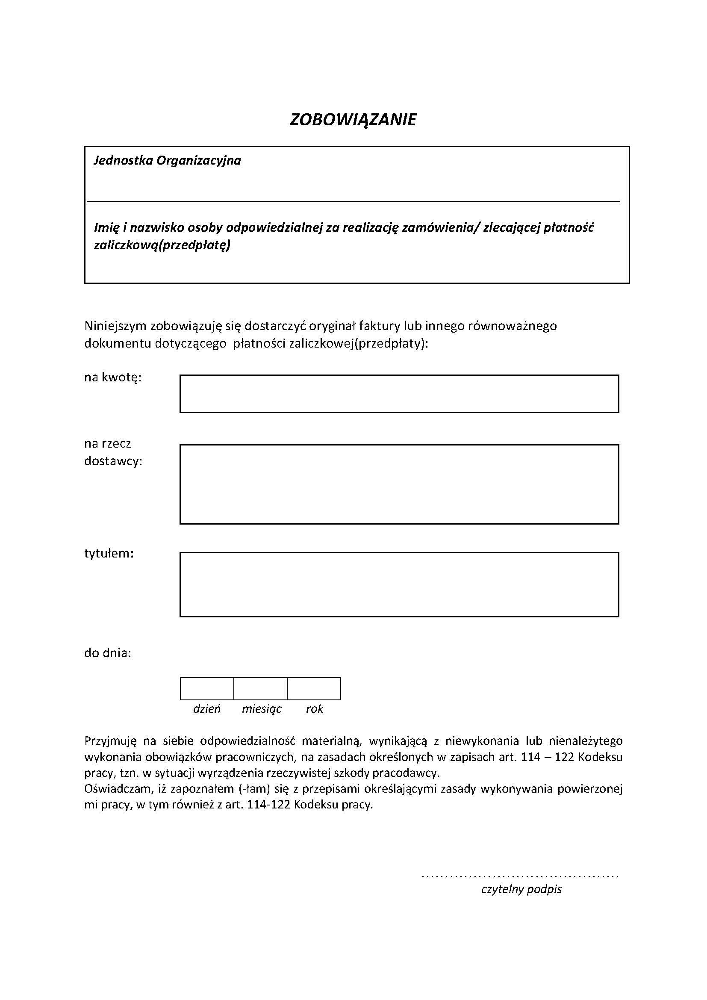 ZOBOWIĄZANIE
Jednostka Organizacyjna
Imię i nazwisko osoby odpowiedzialnej za realizację zamówienia/ zlecającej płatność
zaliczkową(przedpłatę)
Niniejszym zobowiązuję się dostarczyć oryginał faktury lub innego równoważnego
dokumentu dotyczącego  płatności zaliczkowej(przedpłaty):
na kwotę:
na rzecz
dostawcy:
tytułem:
do dnia:
dzień miesiąc rok
Przyjmuję na siebie odpowiedzialność materialną, wynikającą z niewykonania lub nienależytego
wykonania obowiązków pracowniczych, na zasadach określonych w zapisach art. 114 – 122 Kodeksu
pracy, tzn. w sytuacji wyrządzenia rzeczywistej szkody pracodawcy.
Oświadczam, iż zapoznałem (-łam) się z przepisami określającymi zasady wykonywania powierzonej
mi pracy, w tym również z art. 114-122 Kodeksu pracy.
..........................................
czytelny podpis